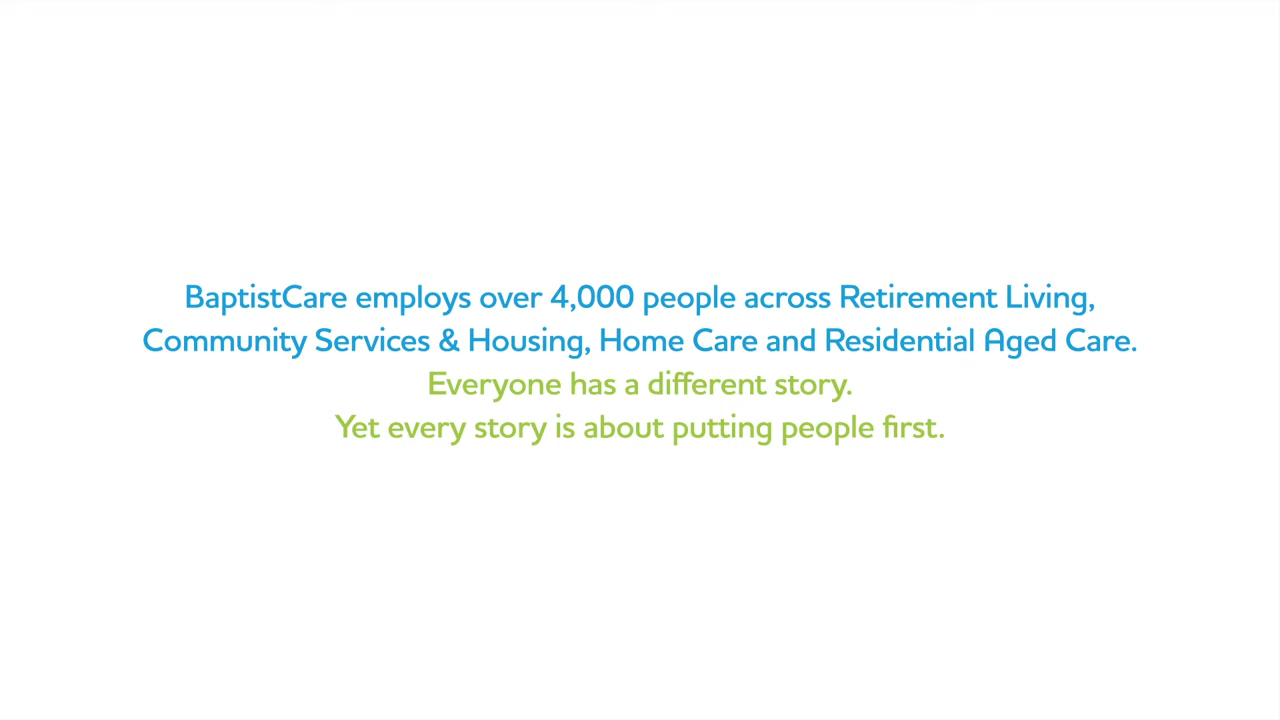 BaptistCare employs over 4,000 people across Retirement Living,
Community Services & Housing, Home Care and Residential Aged Care.
Everyone has a different story.
Yet every story is about putting people first.